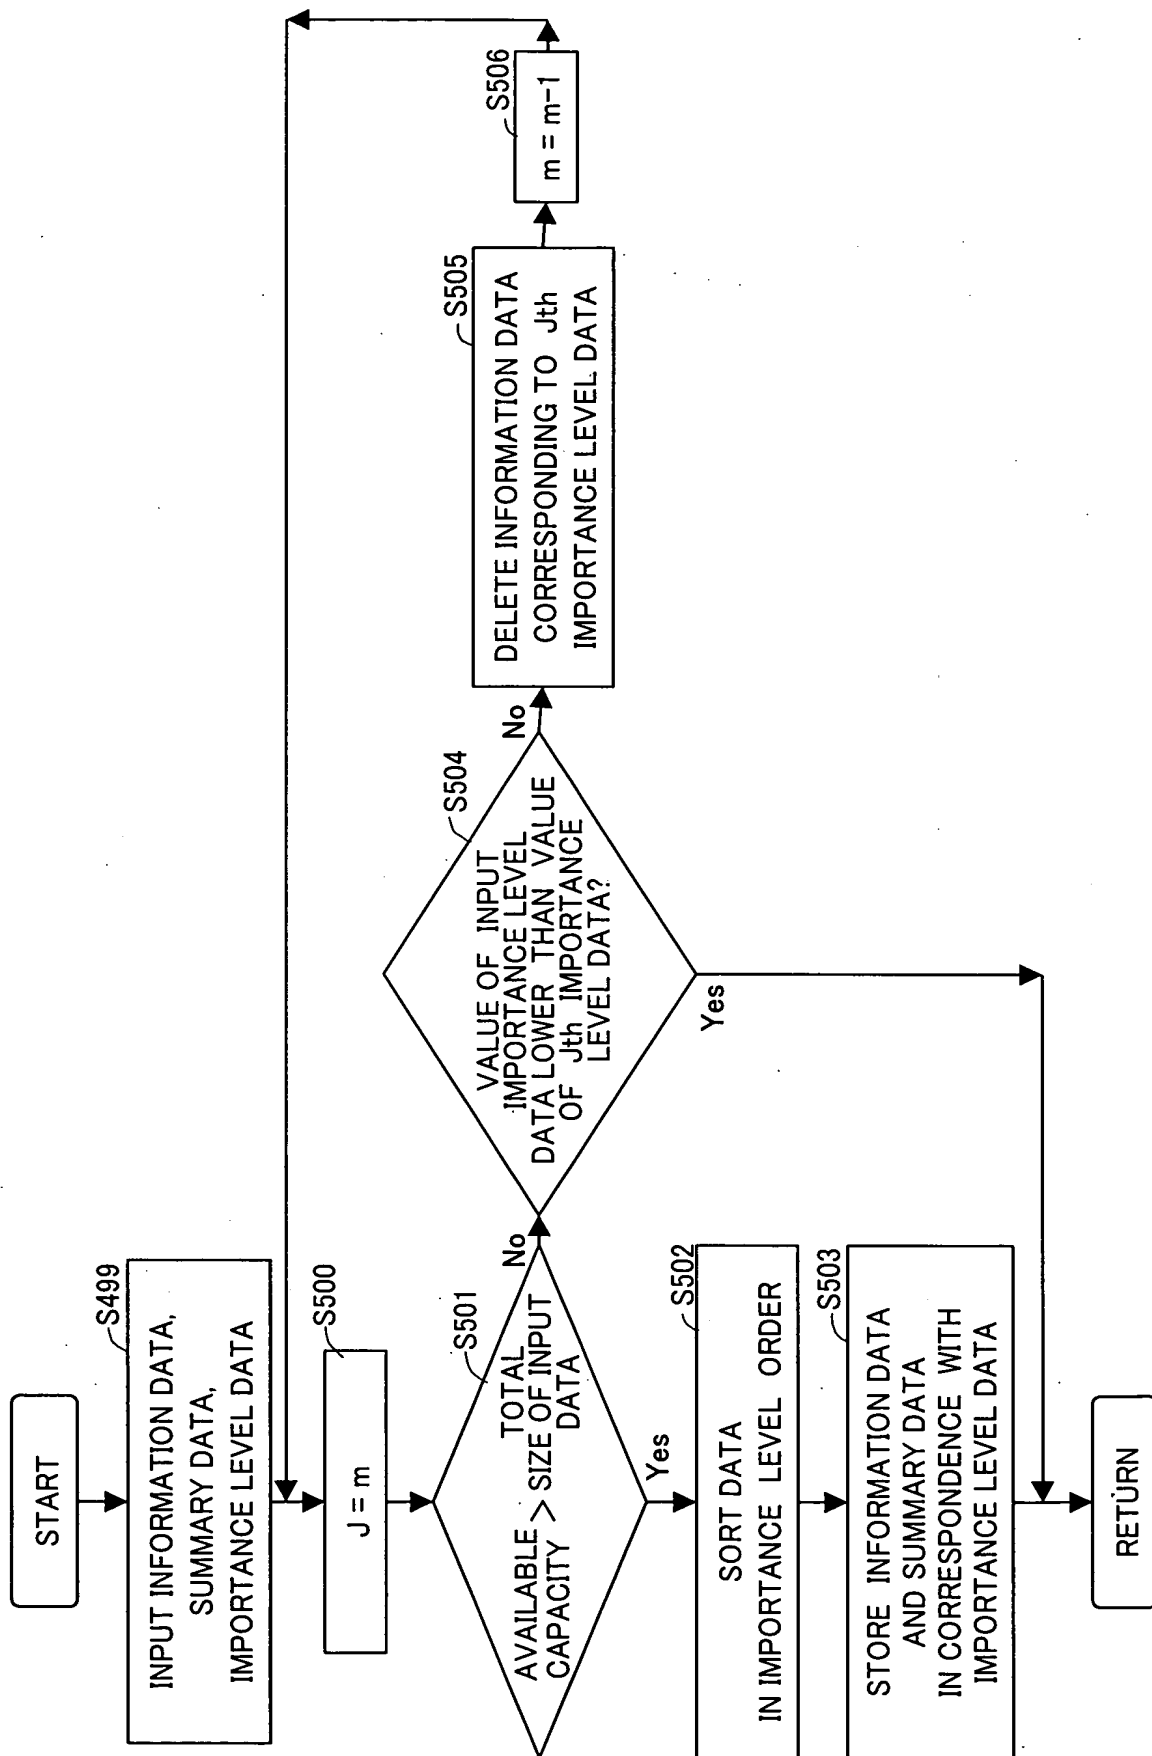 START
S499
INPUT INFORMATION DATA,
SUMMARY DATA,
IMPORTANCE LEVEL DATA
S500
J = m
S501
TOTAL
AVAILABLE > SIZE OF INPUT
CAPACITY
DATA
No
Yes
S502
SORT DATA
IN IMPORTANCE LEVEL ORDER
S503
STORE INFORMATION DATA
AND SUMMARY DATA
IN CORRESPONDENCE WITH
IMPORTANCE LEVEL DATA
RETURN
S504
VALUE OF INPUT
IMPORTANCE LEVEL
DATA LOWER THAN VALUE
OF Jth IMPORTANCE
LEVEL DATA?
No
Yes
S505
DELETE INFORMATION DATA
CORRESPONDING TO Jth
IMPORTANCE LEVEL DATA
S506
m = m-1